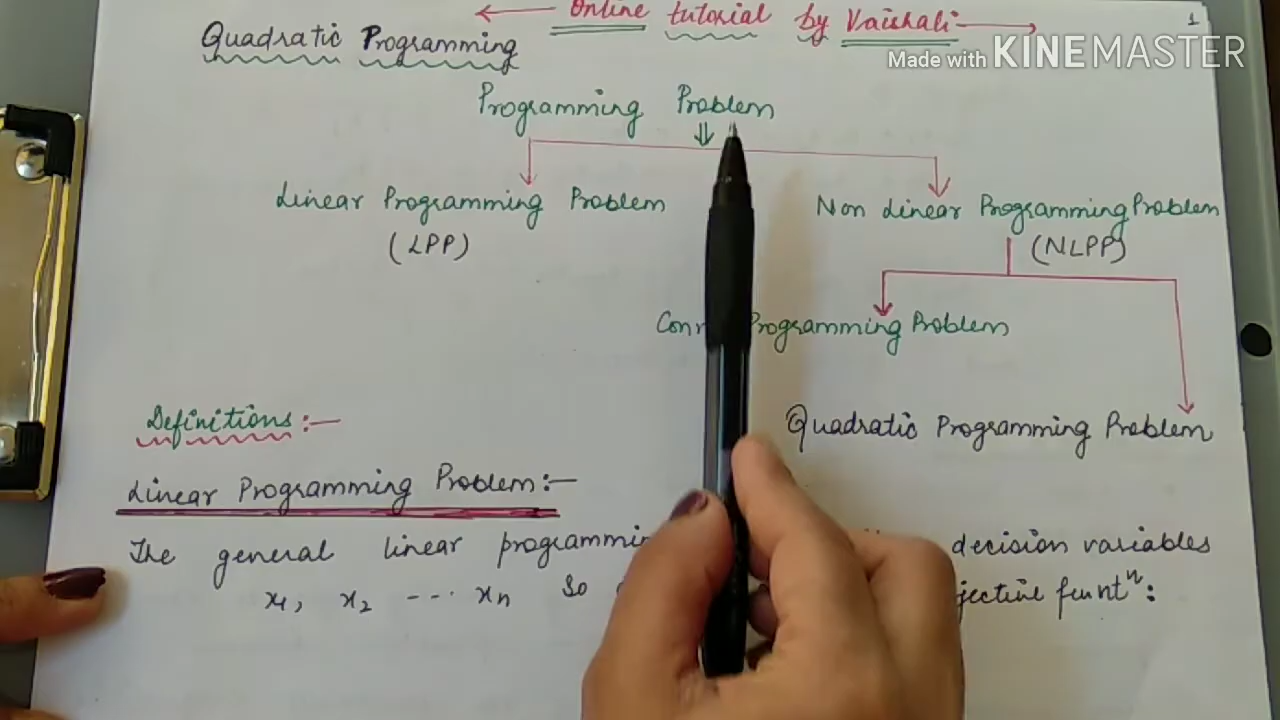 Online tutorial by Vaishali
1
Quadratic Programming
Made with KINEMASTER
Programming Problem
Linear Programming Problem
Non Linear Programming Problem
(LPP)
(NLPP)
Programming Problem
Definitions:-
Quadratic Programming Problem
Linear Programming Problem:-
The general linear decision variables
x1, x2 --- xn So functn: